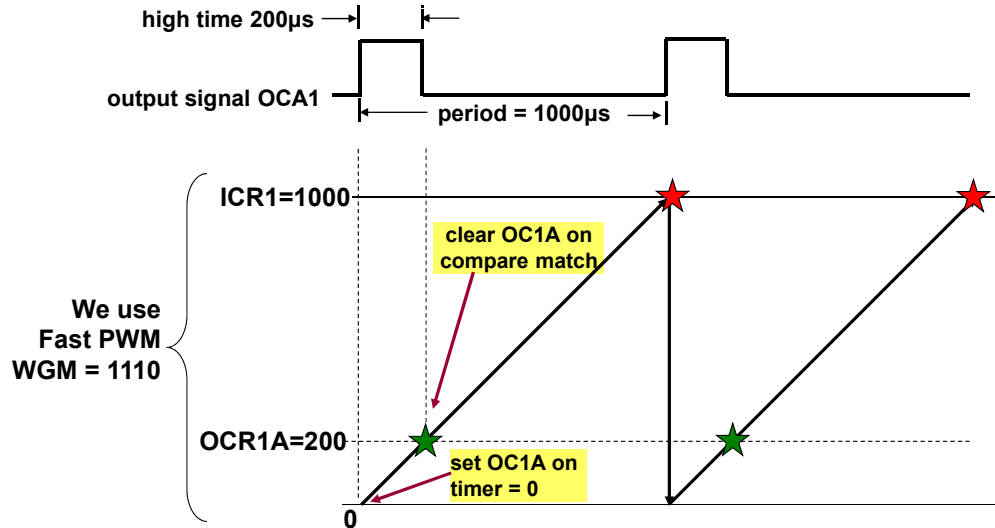 high time 200µs
output signal OCA1
period = 1000µs
ICR1=1000
clear OC1A on
compare match
We use
Fast PWM
WGM = 1110
OCR1A=200
set OC1A on
timer = 0
0